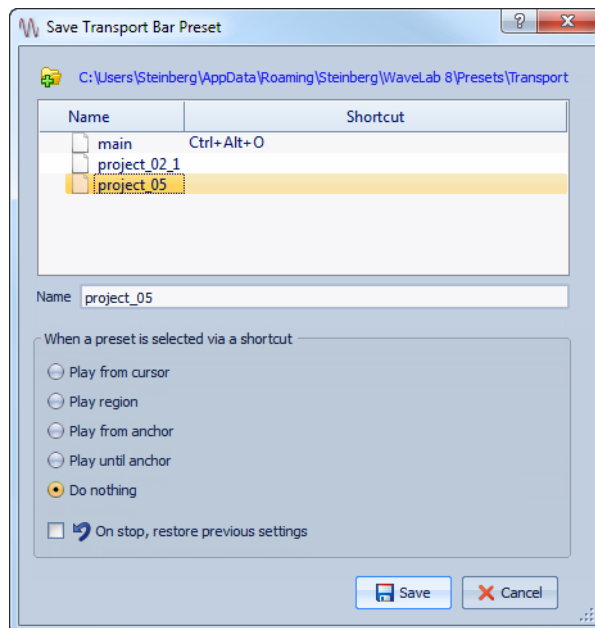 Save Transport Bar Preset
C:\Users\Steinberg\AppData\Roaming\Steinberg\WaveLab 8\Presets\Transport
Name Shortcut
main Ctrl+Alt+O
project_02_1
project_05
Name project_05
When a preset is selected via a shortcut
Play from cursor
Play region
Play from anchor
Play until anchor
Do nothing
On stop, restore previous settings
Save Cancel